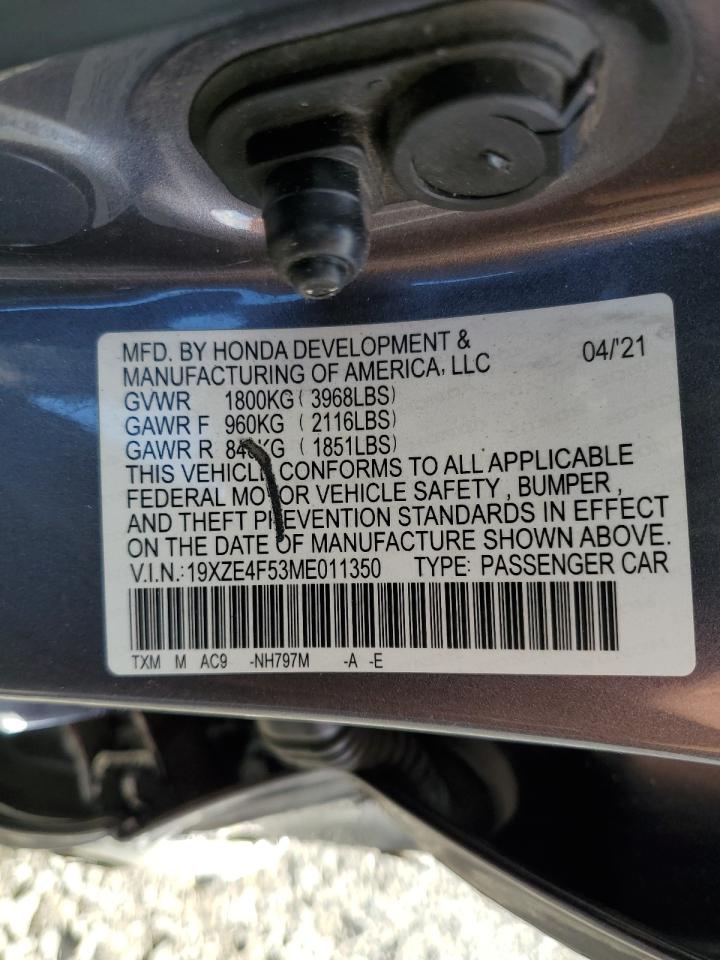 MFD. BY HONDA DEVELOPMENT & 04/'21
MANUFACTURING OF AMERICA, LLC
GVWR 1800KG ( 3968LBS)
GAWR F 960KG ( 2116LBS)
GAWR R 840KG ( 1851LBS)
THIS VEHICLE CONFORMS TO ALL APPLICABLE
FEDERAL MOTOR VEHICLE SAFETY , BUMPER ,
AND THEFT PREVENTION STANDARDS IN EFFECT
ON THE DATE OF MANUFACTURE SHOWN ABOVE.
V.I.N.:19XZE4F53ME011350 TYPE: PASSENGER CAR
TXM M AC9 -NH797M -A -E